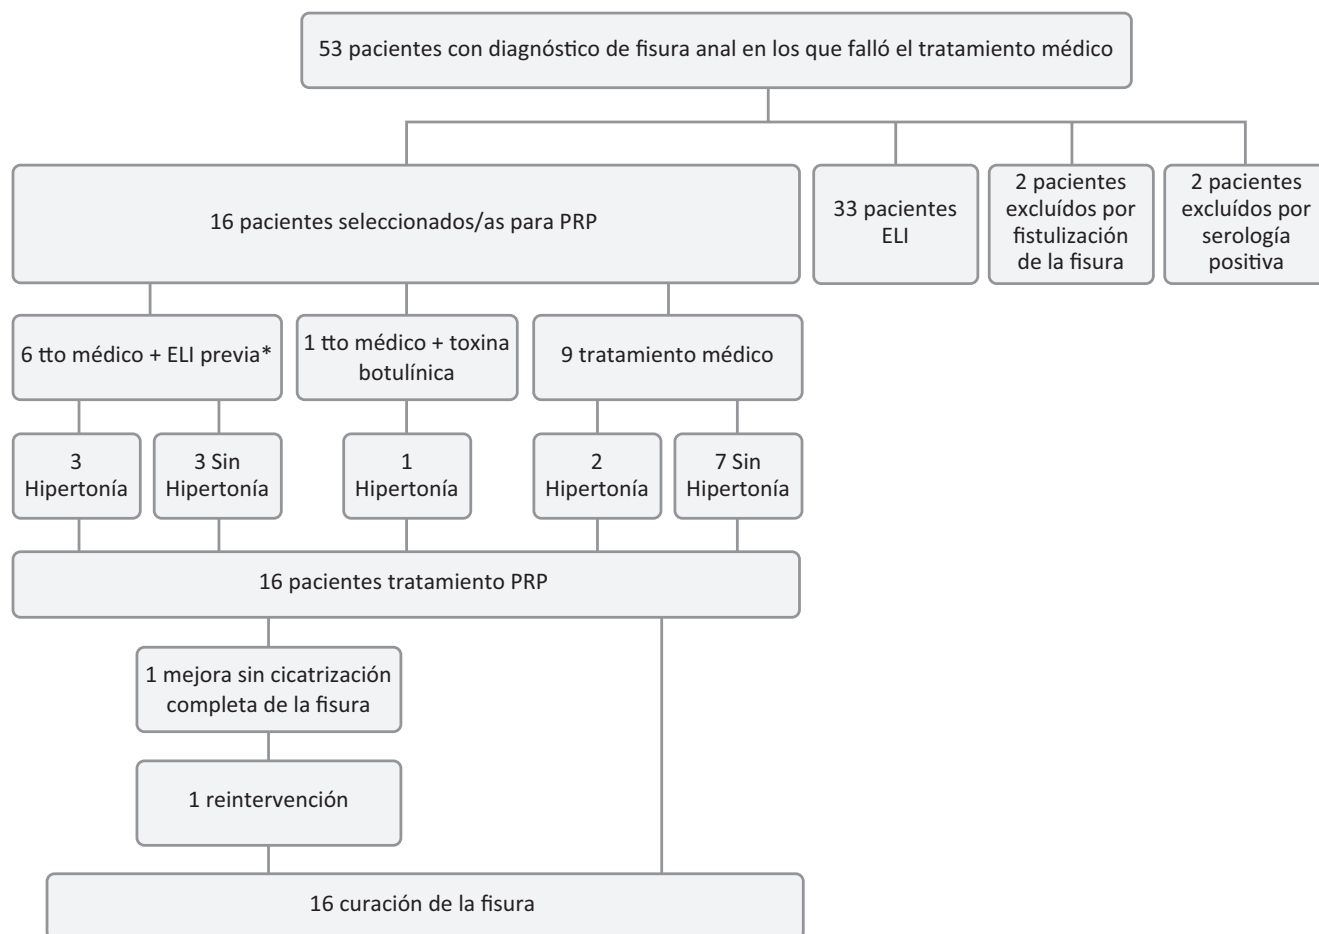 53 pacientes con diagnóstico de fisura anal en los que falló el tratamiento médico
16 pacientes seleccionados/as para PRP
33 pacientes
ELI
2 pacientes
excluídos por
fistulización
de la fisura
2 pacientes
excluídos por
serología
positiva
6 tto médico + ELI previa*
1 tto médico + toxina
botulínica
9 tratamiento médico
3
Hipertonía
3 Sin
Hipertonía
1
Hipertonía
2
Hipertonía
7 Sin
Hipertonía
16 pacientes tratamiento PRP
1 mejora sin cicatrización
completa de la fisura
1 reintervención
16 curación de la fisura